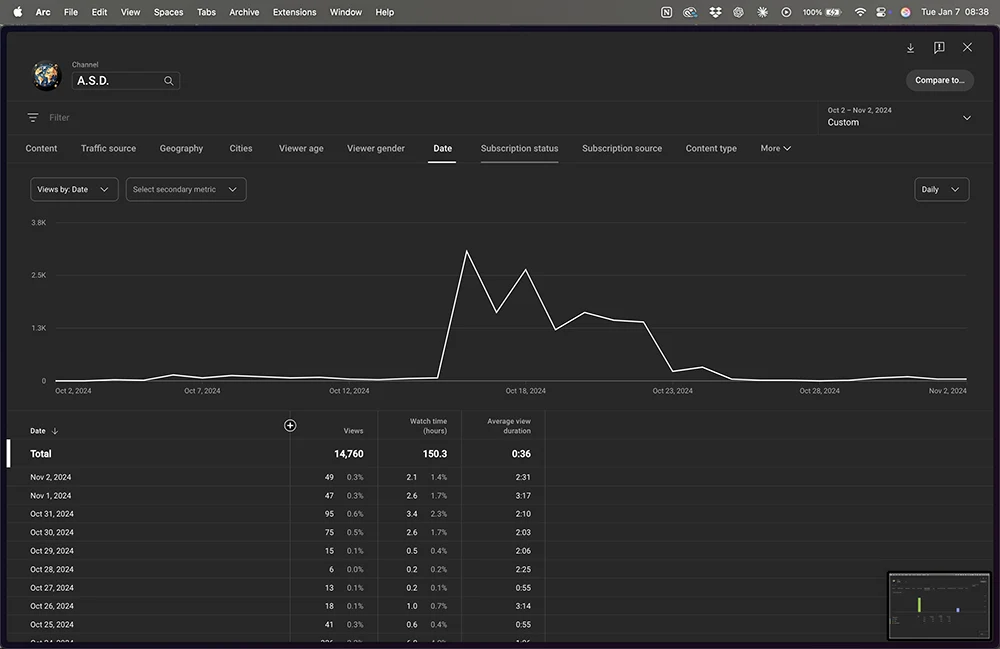 Arc File Edit View Spaces Tabs Archive Extensions Window Help 100% Tue Jan 7 08:38
Channel
A.S.D.
Compare to...
Filter
Oct 2 – Nov 2, 2024
Custom
Content Traffic source Geography Cities Viewer age Viewer gender Date Subscription status Subscription source Content type More
Views by: Date Select secondary metric Daily
3.8K
2.5K
1.3K
0
Oct 2, 2024 Oct 7, 2024 Oct 12, 2024 Oct 18, 2024 Oct 23, 2024 Oct 28, 2024 Nov 2, 2024
Date Views Watch time (hours) Average view duration
Total 14,760 150.3 0:36
Nov 2, 2024 49 0.3% 2.1 1.4% 2:31
Nov 1, 2024 47 0.3% 2.6 1.7% 3:17
Oct 31, 2024 95 0.6% 3.4 2.3% 2:10
Oct 30, 2024 75 0.5% 2.6 1.7% 2:03
Oct 29, 2024 15 0.1% 0.5 0.4% 2:06
Oct 28, 2024 6 0.0% 0.2 0.2% 2:25
Oct 27, 2024 13 0.1% 0.2 0.1% 0:55
Oct 26, 2024 18 0.1% 1.0 0.7% 3:14
Oct 25, 2024 41 0.3% 0.6 0.4% 0:55